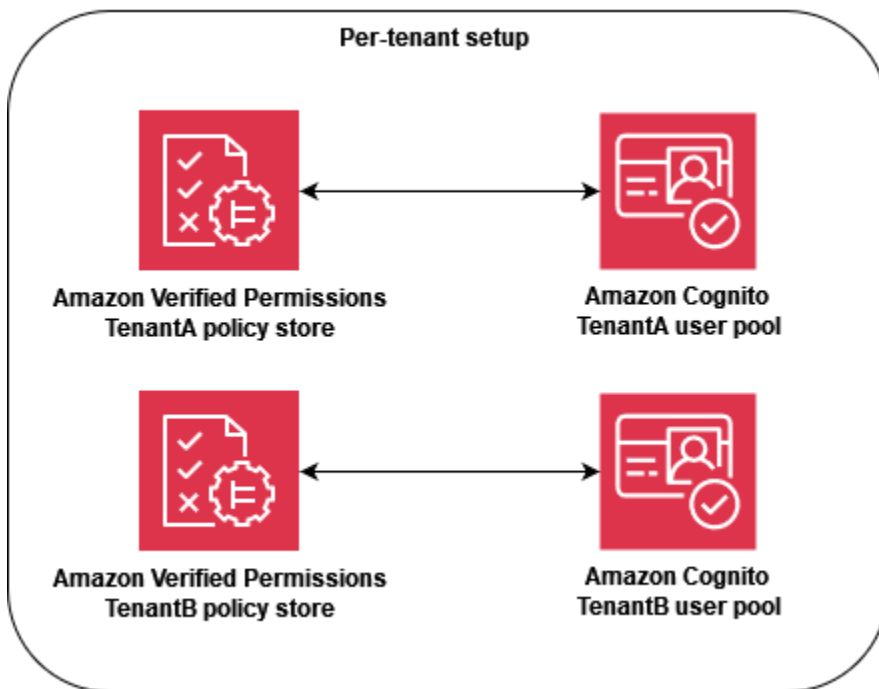 Per-tenant setup
Amazon Verified Permissions
TenantA policy store
Amazon Cognito
TenantA user pool
Amazon Verified Permissions
TenantB policy store
Amazon Cognito
TenantB user pool